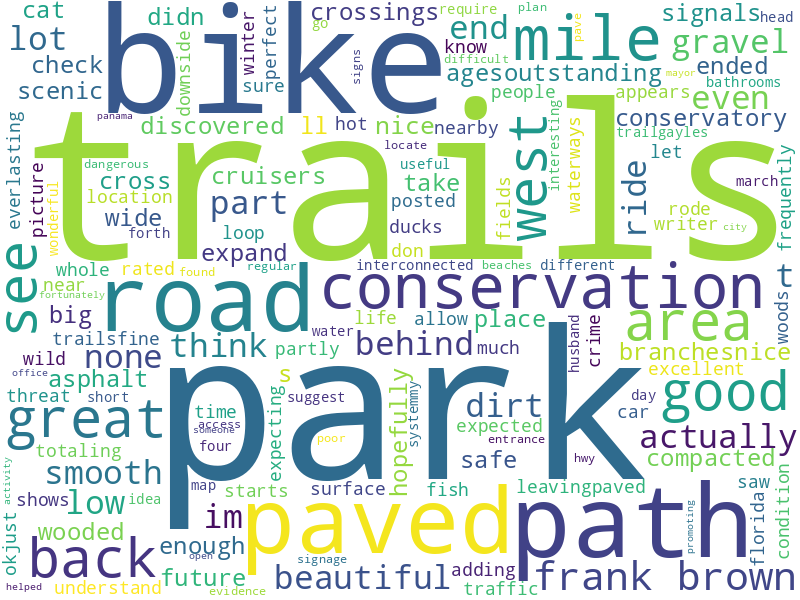 cat
didn
bike
crossings
require
plan
signals
head
lot
downside
winter
perfect
go
end
mile
pave
gravel
check
signs
know
difficult
scenic
sure
agesoutstanding
mayor
ended
bathrooms
panama
people
appears
even
everlasting
trails
discovered
ll
hot
nice
nearby
west
interesting
waterways
trailgayles
conservatory
locate
let
frequently
picture
wonderful
dangerous
cross
cruisers
useful
take
fields
ride
march
location
part
posted
rode
wide
loop
ducks
writer
city
forth
expand
don
see
whole
rated
found
regular
interconnected
beaches
different
t
near
fortunately
road
conservation
woods
big
water
life
allow
place
area
trailsfine
think
partly
behind
much
husband
crime
branchesnice
wild
none
s
park
excellent
office
asphalt
short
suggest
day
good
threat
time
access
someone
expecting
hopefully
systemmy
dirt
car
great
four
expected
entrance
actually
totaling
map
safe
hwy
compacted
activity
smooth
poor
shows
idea
low
starts
surface
fish
leavingpaved
saw
okjust
wooded
im
paved
path
promoting
florida
condition
back
enough
open
signage
frank brown
helped
understand
future
evidence
beautiful
adding
traffic